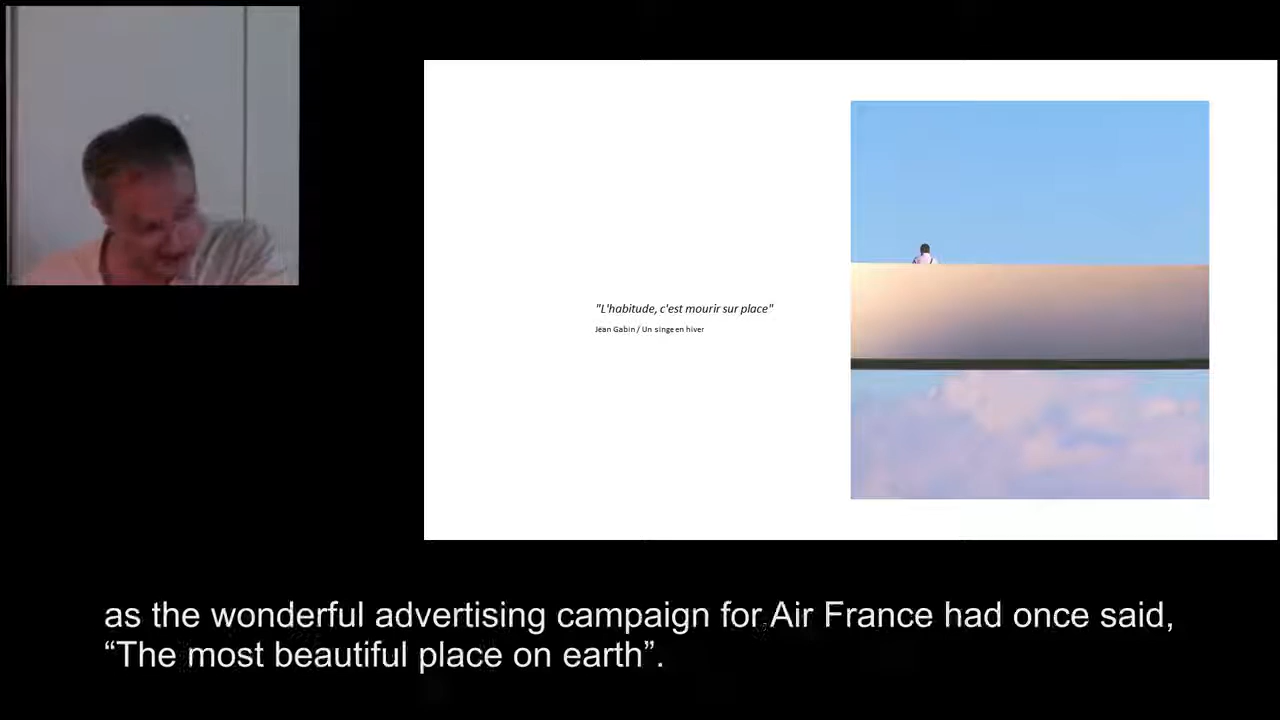 "L'habitude, c'est mourir sur place"
Jean Gabin / Un singe en hiver
as the wonderful advertising campaign for Air France had once said,
“The most beautiful place on earth”.